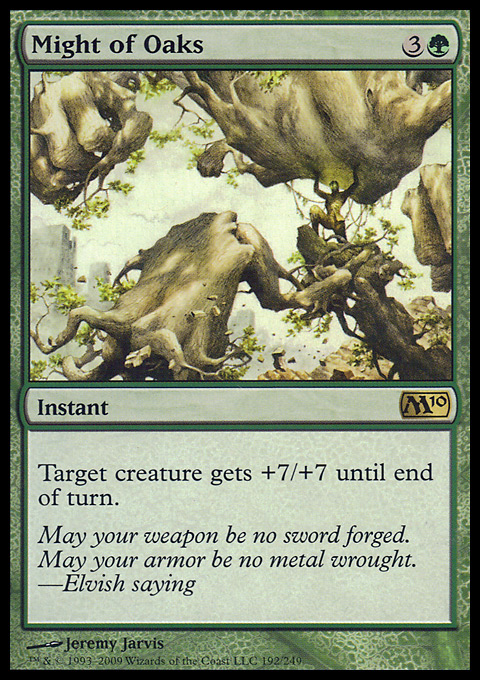 Might of Oaks 3
Instant M10
Target creature gets +7/+7 until end
of turn.
May your weapon be no sword forged.
May your armor be no metal wrought.
—Elvish saying
Jeremy Jarvis
™ & © 1993–2009 Wizards of the Coast LLC 192/249